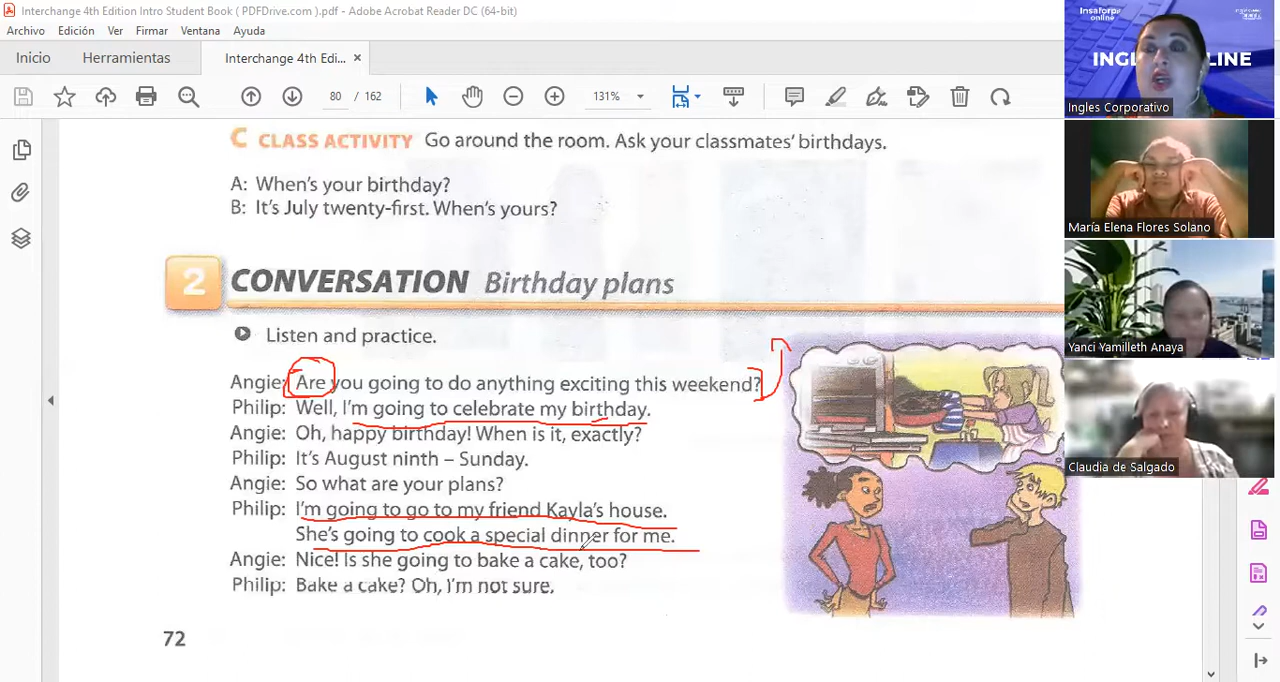 Interchange 4th Edition Intro Student Book ( PDFDrive.com ).pdf - Adobe Acrobat Reader DC (64-bit)
Archivo Edición Ver Firmar Ventana Ayuda
Inicio Herramientas Interchange 4th Edi... ×
80 / 162 131%
C CLASS ACTIVITY Go around the room. Ask your classmates' birthdays.
A: When's your birthday?
B: It's July twenty-first. When's yours?
2 CONVERSATION Birthday plans
Listen and practice.
Angie: Are you going to do anything exciting this weekend?
Philip: Well, I'm going to celebrate my birthday.
Angie: Oh, happy birthday! When is it, exactly?
Philip: It's August ninth – Sunday.
Angie: So what are your plans?
Philip: I'm going to go to my friend Kayla's house.
She's going to cook a special dinner for me.
Angie: Nice! Is she going to bake a cake, too?
Philip: Bake a cake? Oh, I'm not sure.
72
Insaforp
online
INGL LINE
Ingles Corporativo
María Elena Flores Solano
Yanci Yamilleth Anaya
Claudia de Salgado